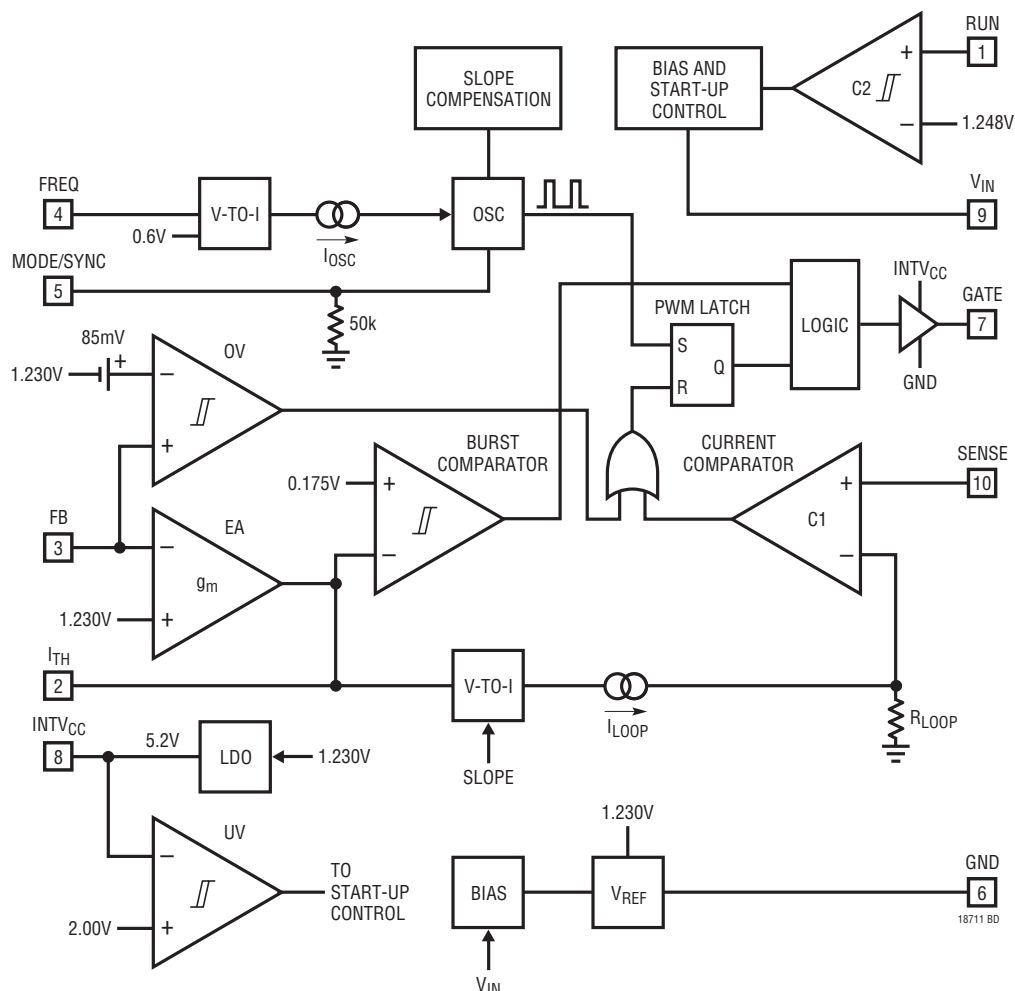 SLOPE
COMPENSATION
BIAS AND
START-UP
CONTROL
C2
+
–
RUN
1
1.248V
VIN
9
FREQ
4
V-TO-I
0.6V
IOSC
OSC
MODE/SYNC
5
50k
85mV
+
1.230V
OV
–
+
PWM LATCH
S
R
Q
LOGIC
INTVCC
GATE
7
GND
BURST
COMPARATOR
0.175V
+
–
CURRENT
COMPARATOR
C1
+
–
SENSE
10
FB
3
EA
–
gm
+
1.230V
ITH
2
V-TO-I
ILOOP
RLOOP
SLOPE
INTVCC
8
5.2V
LDO
1.230V
UV
–
+
2.00V
TO
START-UP
CONTROL
1.230V
BIAS
VREF
VIN
GND
6
18711 BD